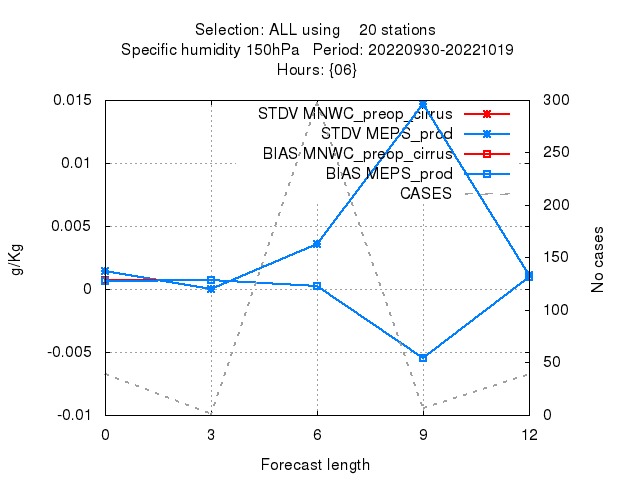 Selection: ALL using 20 stations
Specific humidity 150hPa Period: 20220930-20221019
Hours: {06}
STDV MNWC_preop_cirrus
STDV MEPS_prod
BIAS MNWC_preop_cirrus
BIAS MEPS_prod
CASES
0.015
0.01
0.005
0
-0.005
-0.01
g/Kg
300
250
200
150
100
50
0
No cases
0 3 6 9 12
Forecast length